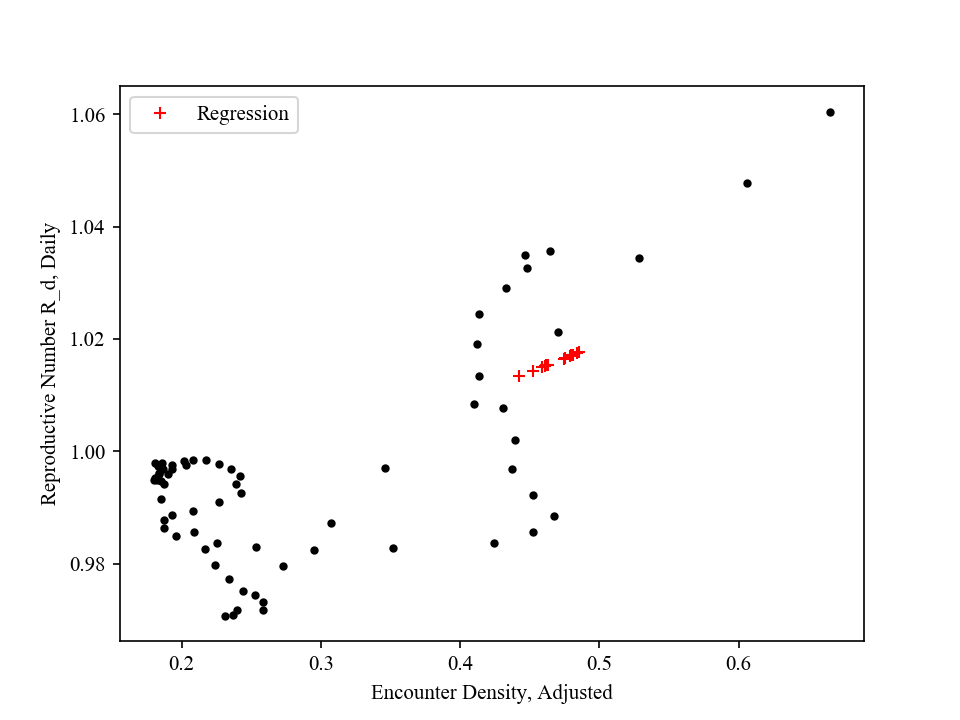 Regression
1.06
1.04
1.02
1.00
0.98
Reproductive Number R_d, Daily
0.2 0.3 0.4 0.5 0.6
Encounter Density, Adjusted